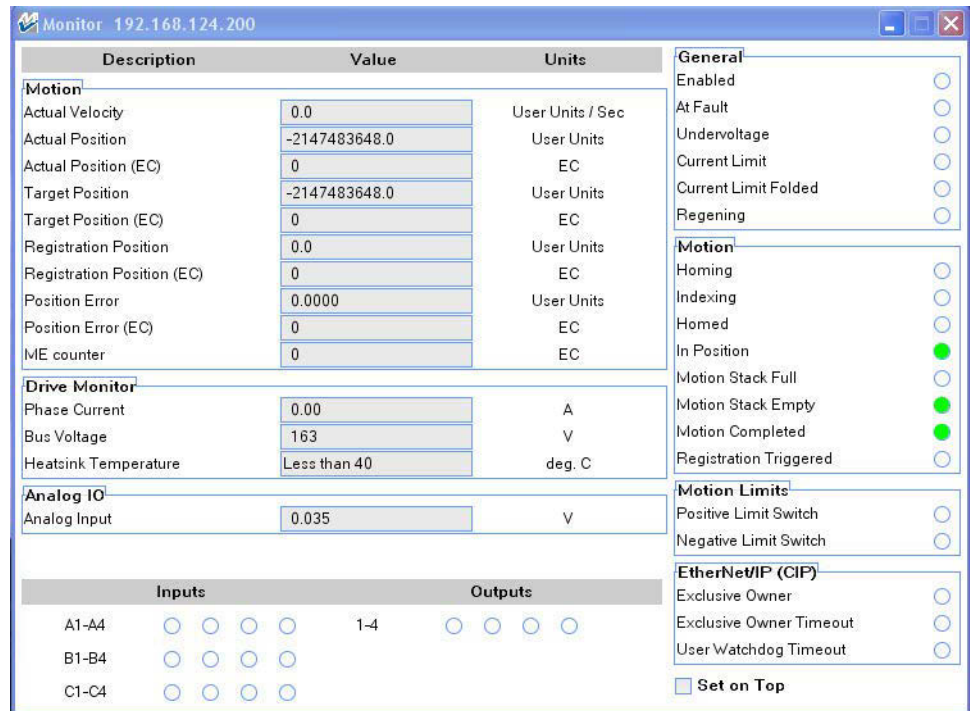 Monitor 192.168.124.200
Description Value Units
Motion
Actual Velocity 0.0 User Units / Sec
Actual Position -2147483648.0 User Units
Actual Position (EC) 0 EC
Target Position -2147483648.0 User Units
Target Position (EC) 0 EC
Registration Position 0.0 User Units
Registration Position (EC) 0 EC
Position Error 0.0000 User Units
Position Error (EC) 0 EC
ME counter 0 EC
Drive Monitor
Phase Current 0.00 A
Bus Voltage 163 V
Heatsink Temperature Less than 40 deg. C
Analog IO
Analog Input 0.035 V
Inputs Outputs
A1-A4 1-4
B1-B4
C1-C4
General
Enabled
At Fault
Undervoltage
Current Limit
Current Limit Folded
Regening
Motion
Homing
Indexing
Homed
In Position
Motion Stack Full
Motion Stack Empty
Motion Completed
Registration Triggered
Motion Limits
Positive Limit Switch
Negative Limit Switch
EtherNet/IP (CIP)
Exclusive Owner
Exclusive Owner Timeout
User Watchdog Timeout
Set on Top